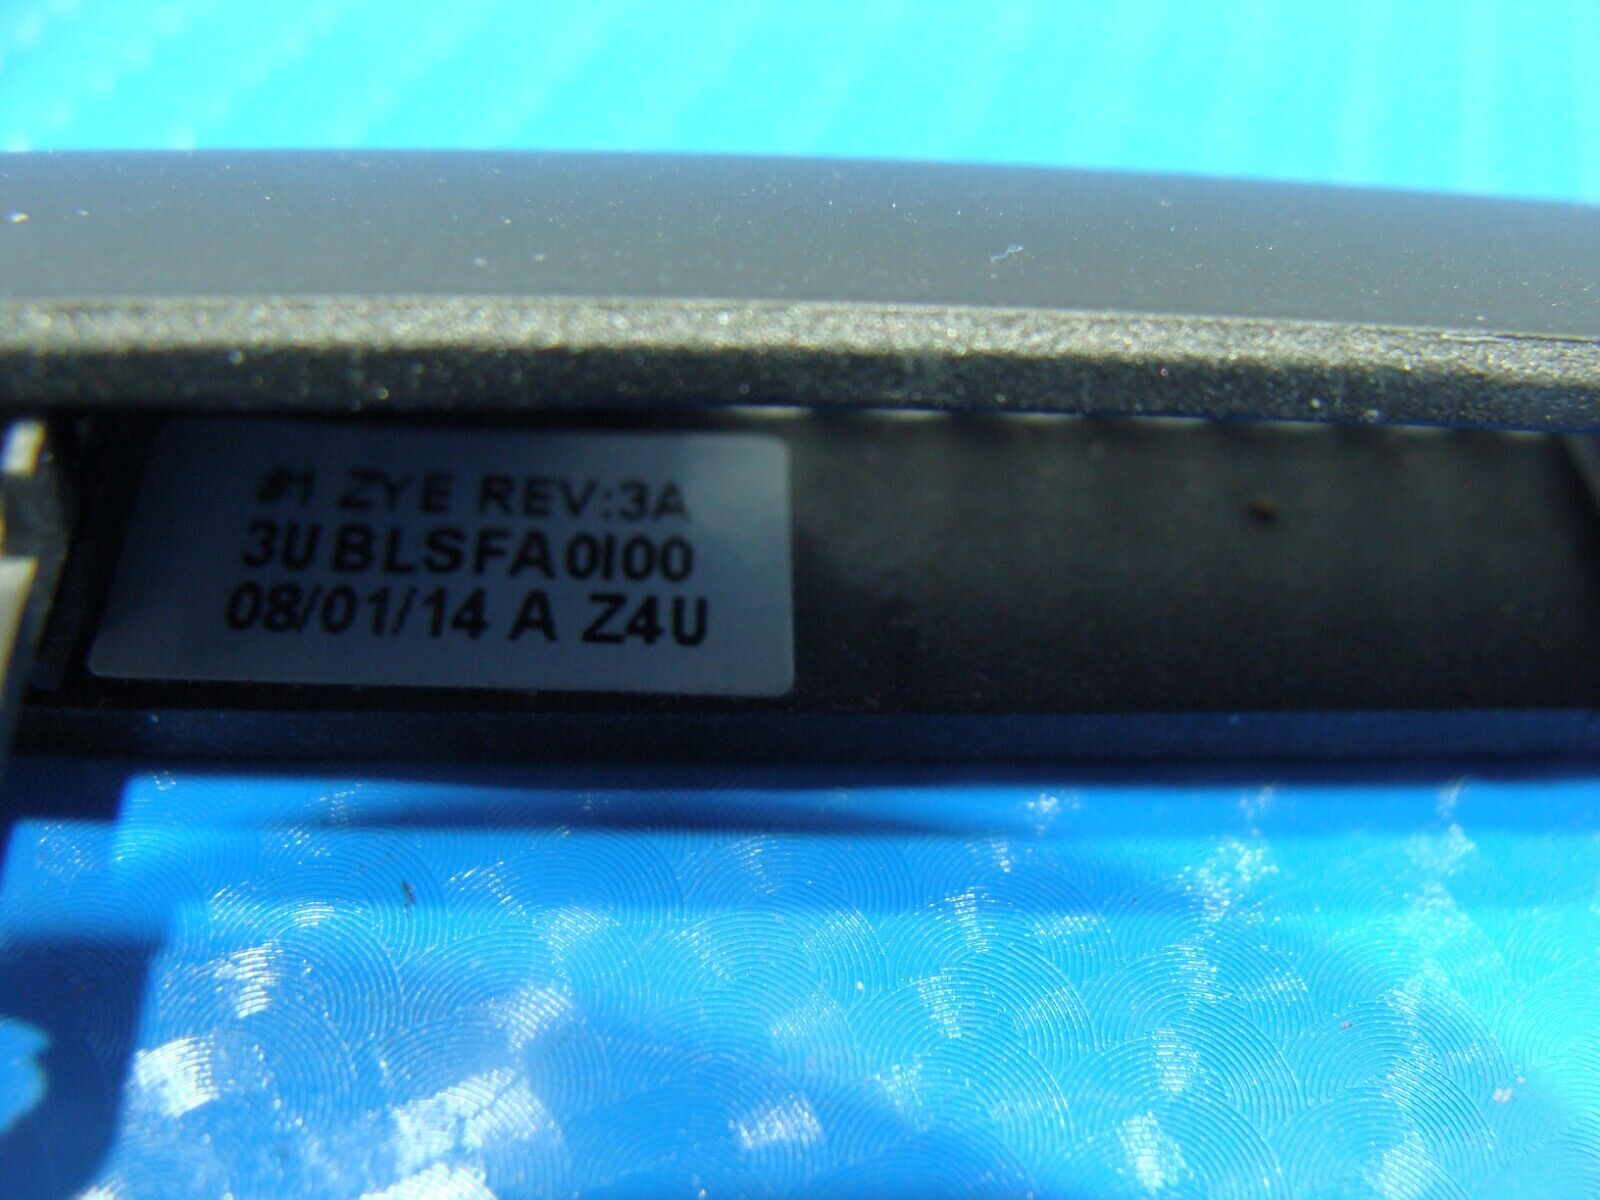 #1 ZYE REV:3A
3UBLSFA0I00
08/01/14 A Z4U